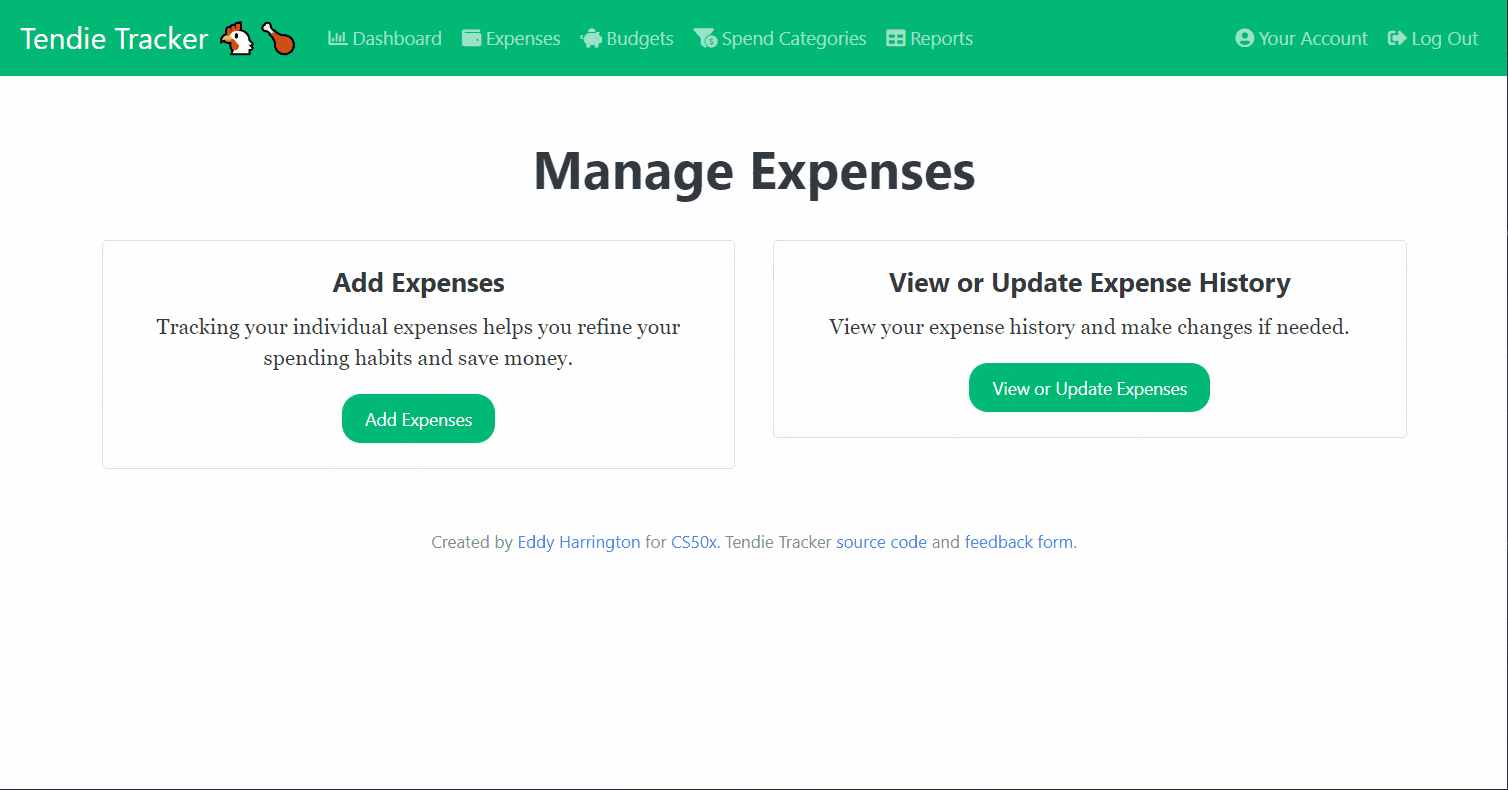 Tendie Tracker Dashboard Expenses Budgets Spend Categories Reports Your Account Log Out
Manage Expenses
Add Expenses
Tracking your individual expenses helps you refine your
spending habits and save money.
Add Expenses
View or Update Expense History
View your expense history and make changes if needed.
View or Update Expenses
Created by Eddy Harrington for CS50x. Tendie Tracker source code and feedback form.